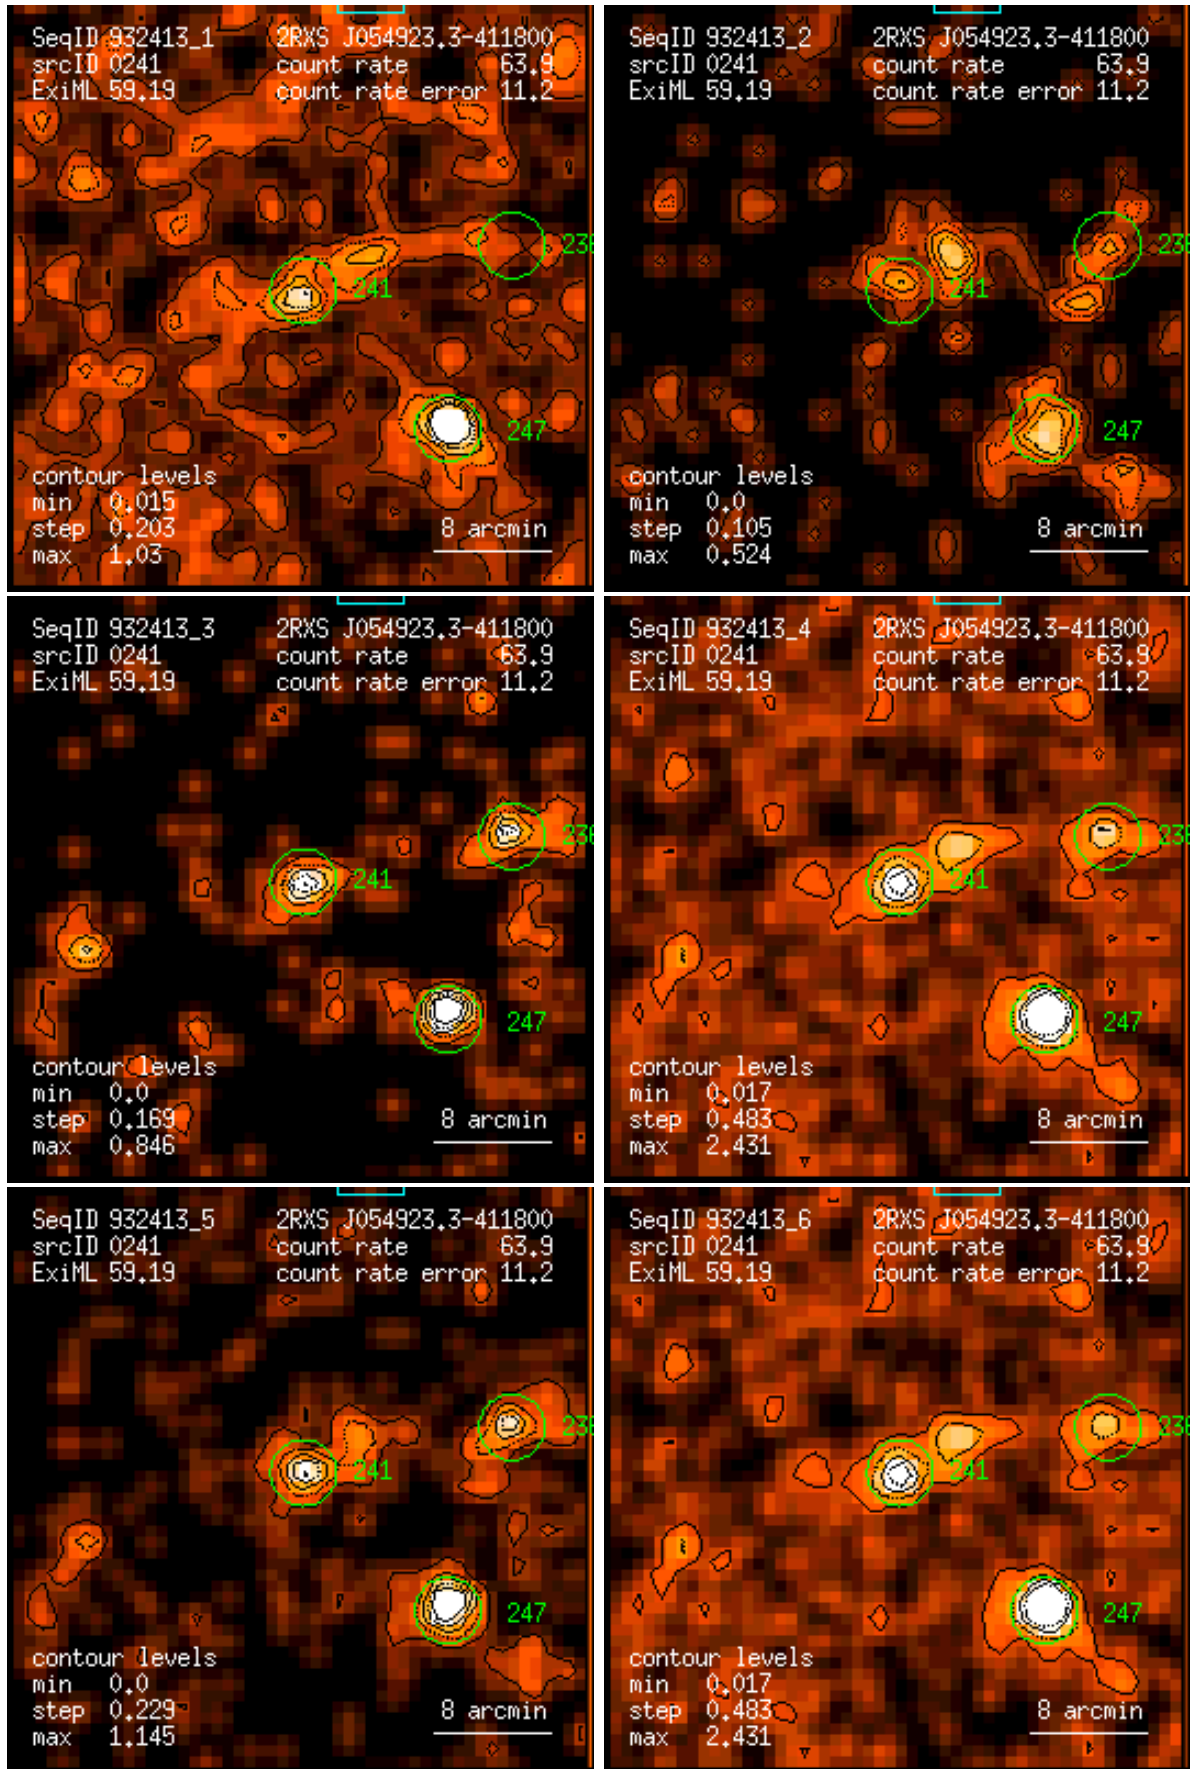 SeqID 932413_1 2RXS J054923.3-411800
srcID 0241 count rate 63.9
ExiML 59.19 count rate error 11.2
241
247
contour levels
min 0.015
step 0.203 8 arcmin
max 1.03
SeqID 932413_2 2RXS J054923.3-411800
srcID 0241 count rate 63.9
ExiML 59.19 count rate error 11.2
241
247
contour levels
min 0.0
step 0.105 8 arcmin
max 0.524
SeqID 932413_3 2RXS J054923.3-411800
srcID 0241 count rate 63.9
ExiML 59.19 count rate error 11.2
241
247
contour levels
min 0.0
step 0.169 8 arcmin
max 0.846
SeqID 932413_4 2RXS J054923.3-411800
srcID 0241 count rate 63.9
ExiML 59.19 count rate error 11.2
241
247
contour levels
min 0.017
step 0.483 8 arcmin
max 2.431
SeqID 932413_5 2RXS J054923.3-411800
srcID 0241 count rate 63.9
ExiML 59.19 count rate error 11.2
241
247
contour levels
min 0.0
step 0.229 8 arcmin
max 1.145
SeqID 932413_6 2RXS J054923.3-411800
srcID 0241 count rate 63.9
ExiML 59.19 count rate error 11.2
241
247
contour levels
min 0.017
step 0.483 8 arcmin
max 2.431